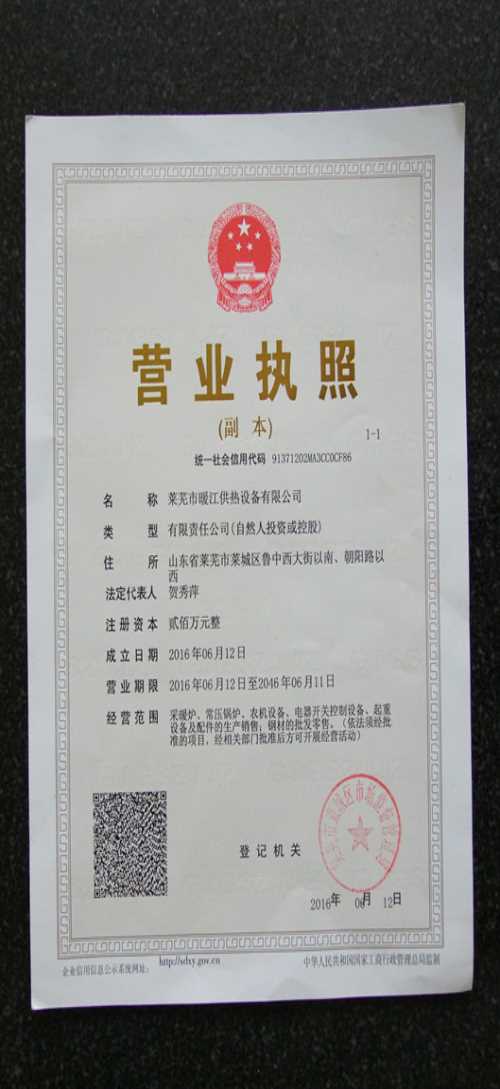 营业执照
(副 本)
1-1
统一社会信用代码 91371202MA3CC0CF86
名 称 莱芜市暖江供热设备有限公司
类 型 有限责任公司(自然人投资或控股)
住 所 山东省莱芜市莱城区鲁中西大街以南、朝阳路以
西
法定代表人 贺秀萍
注册资本 贰佰万元整
成立日期 2016年06月12日
营业期限 2016年06月12日至2046年06月11日
经营范围 采暖炉、常压锅炉、农机设备、电器开关控制设备、起重
设备及配件的生产销售；钢材的批发零售。（依法须经批
准的项目，经相关部门批准后方可开展经营活动）
登记机关
2016年 06月 12日
企业信用信息公示系统网址： http://sdxy.gov.cn
中华人民共和国国家工商行政管理总局监制